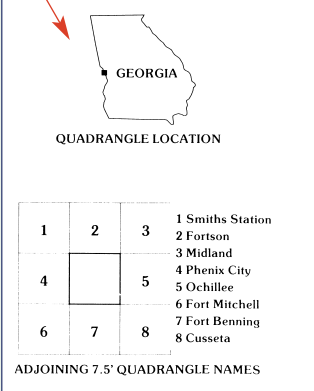 GEORGIA
QUADRANGLE LOCATION
1 2 3
4 5
6 7 8
1 Smiths Station
2 Fortson
3 Midland
4 Phenix City
5 Ochillee
6 Fort Mitchell
7 Fort Benning
8 Cusseta
ADJOINING 7.5' QUADRANGLE NAMES